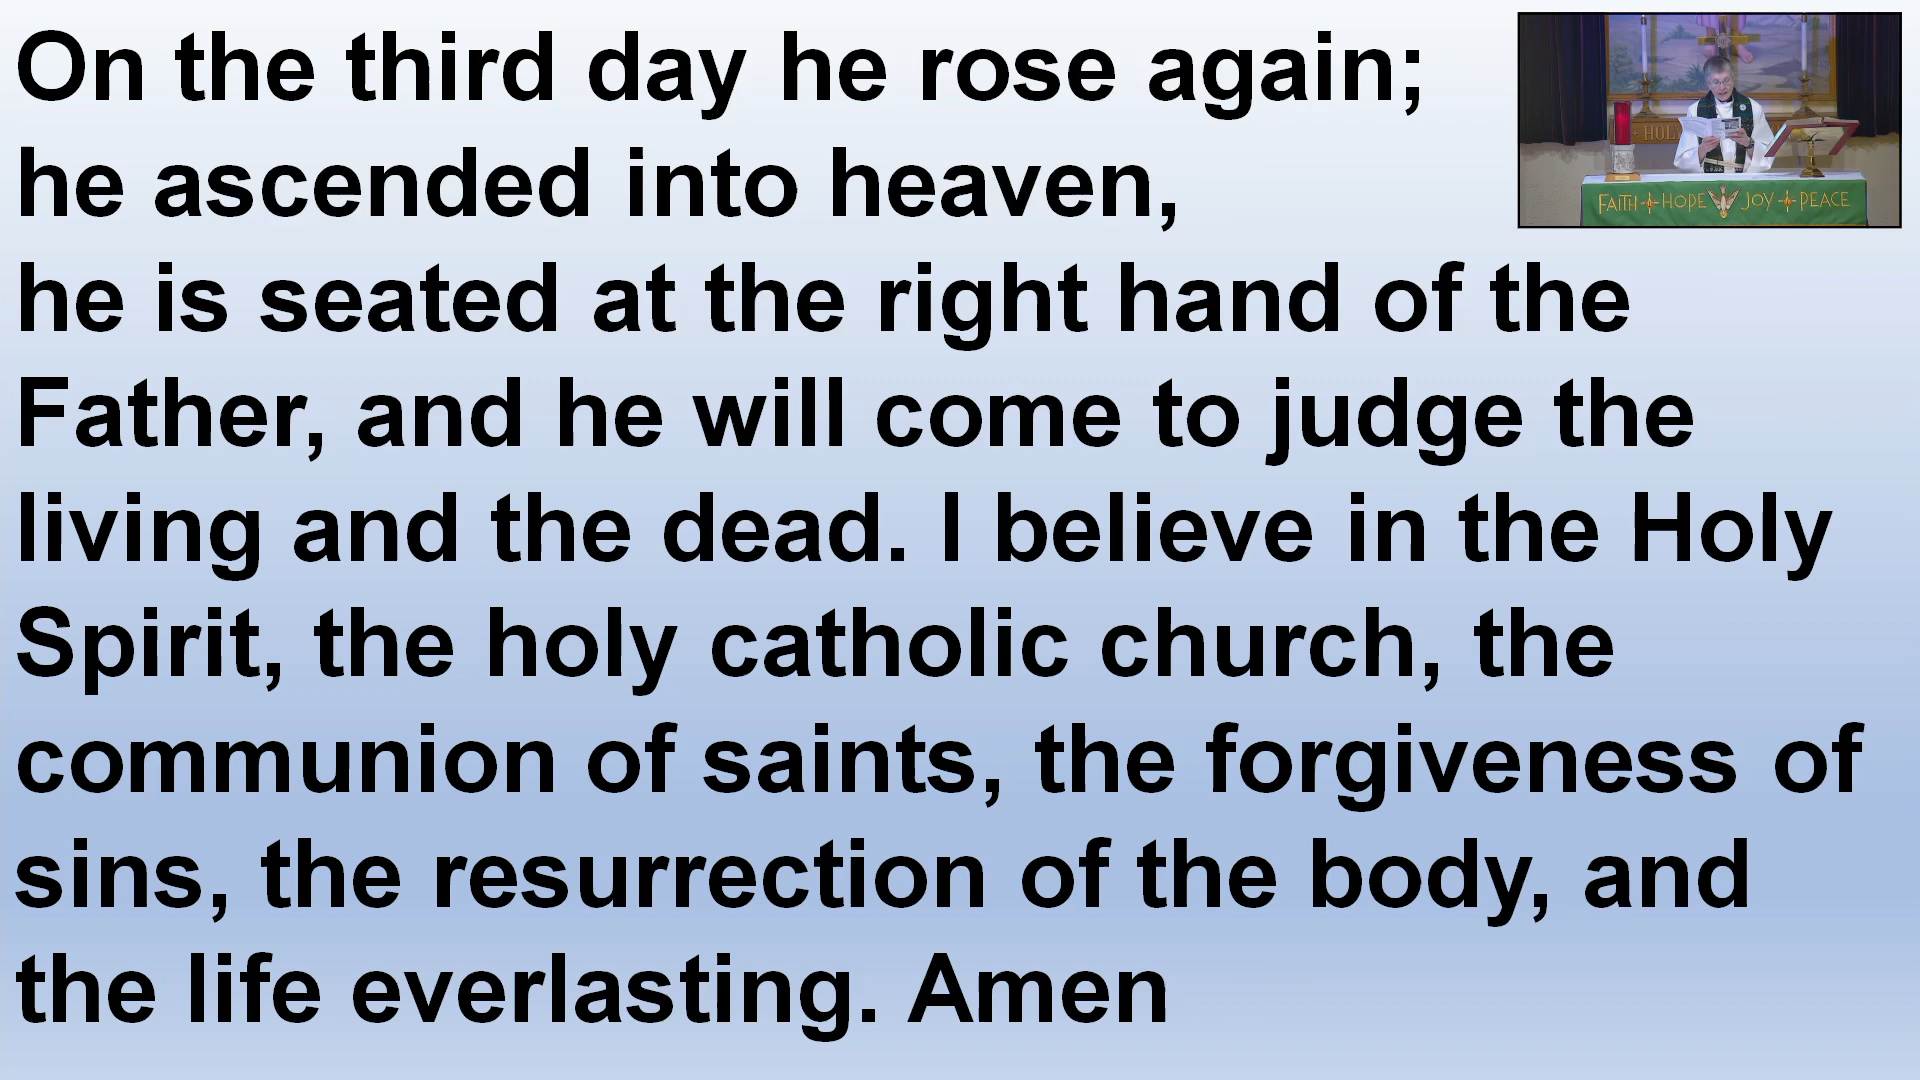 On the third day he rose again;
he ascended into heaven,
he is seated at the right hand of the
Father, and he will come to judge the
living and the dead. I believe in the Holy
Spirit, the holy catholic church, the
communion of saints, the forgiveness of
sins, the resurrection of the body, and
the life everlasting. Amen
HOLY
FAITH HOPE JOY PEACE